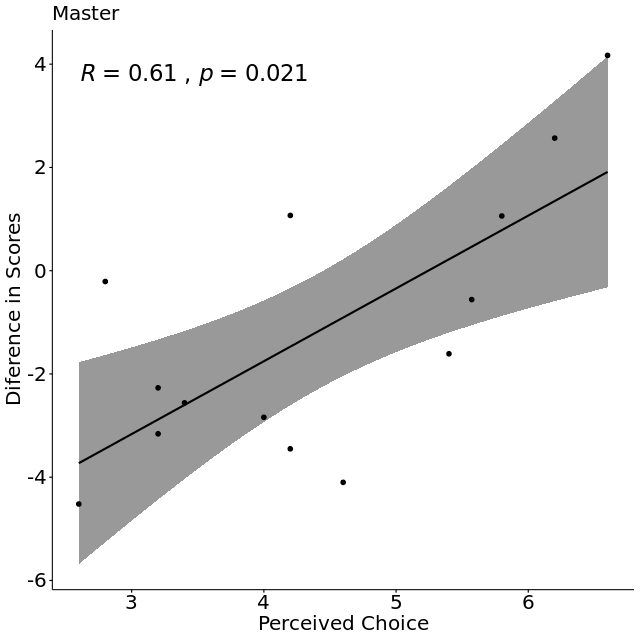 Master
R = 0.61 , p = 0.021
Diference in Scores
4
2
0
-2
-4
-6
3 4 5 6
Perceived Choice